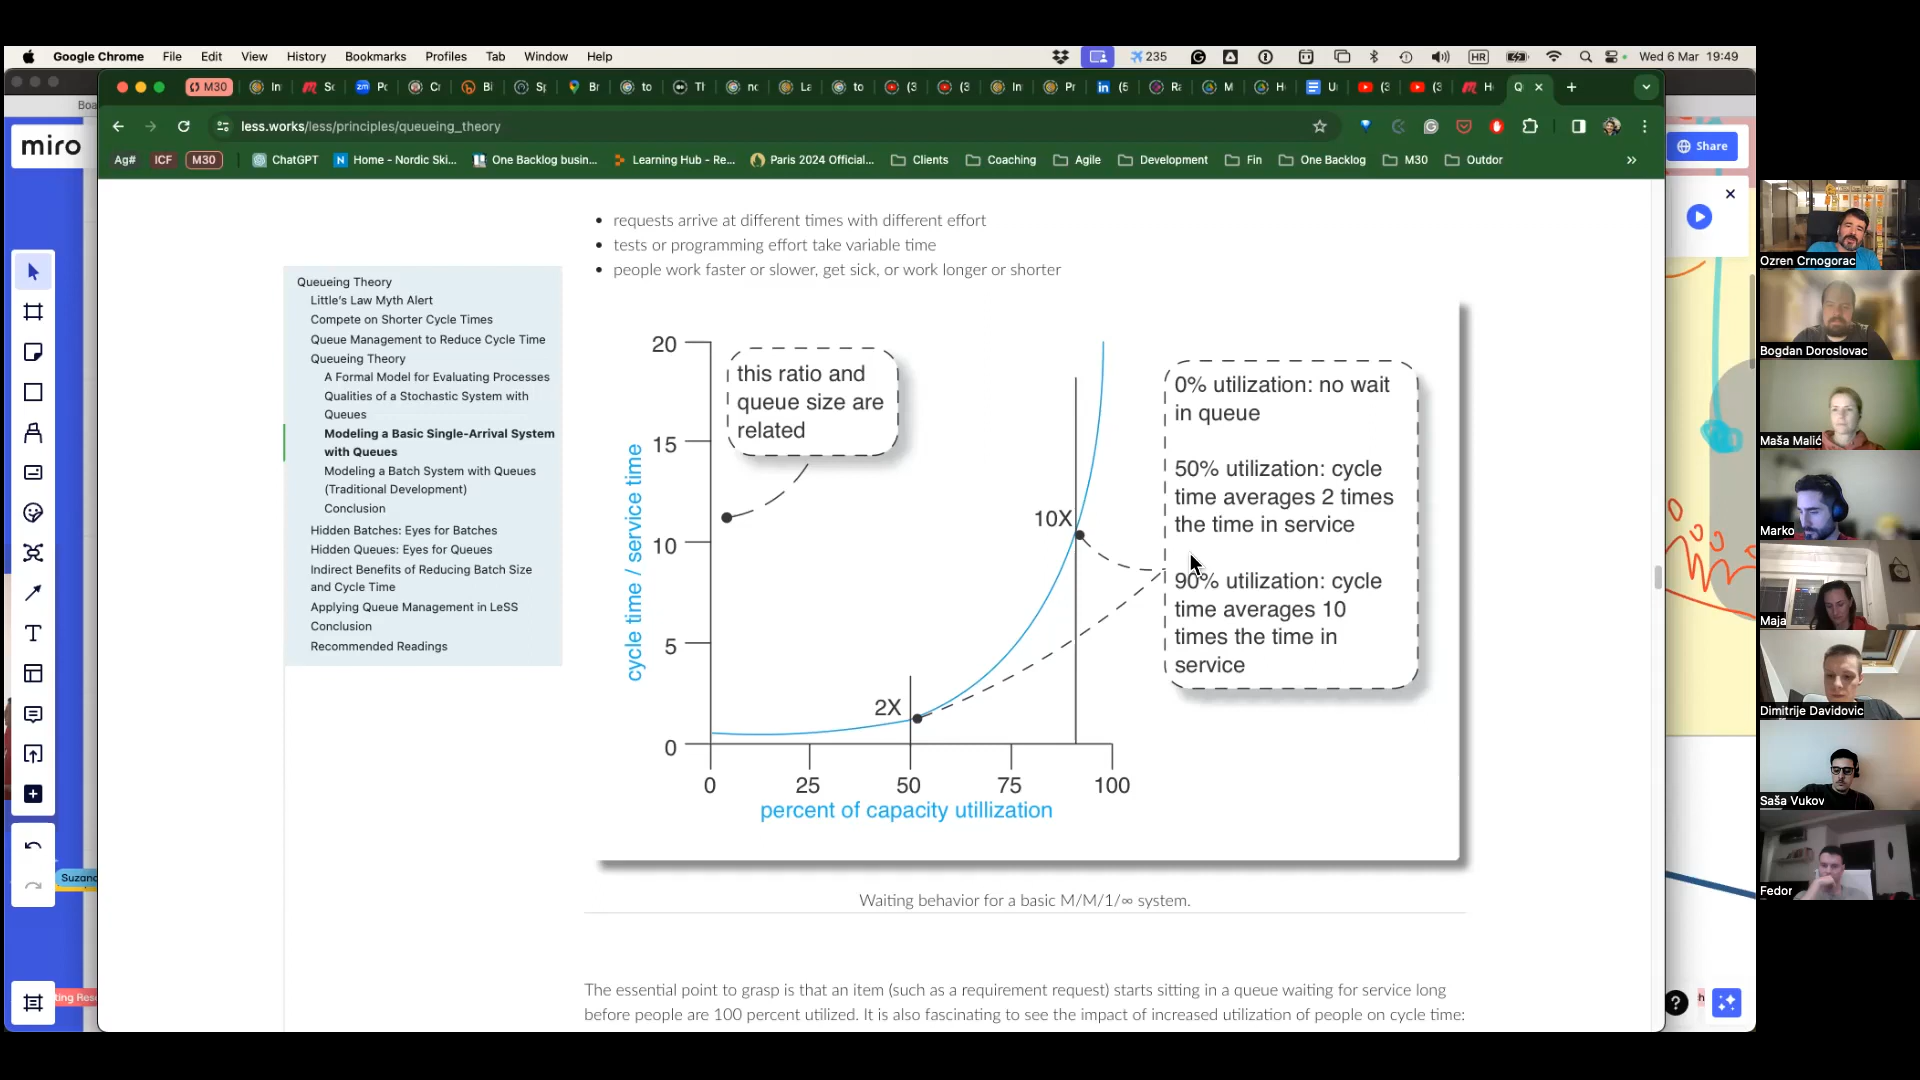 Google Chrome File Edit View History Bookmarks Profiles Tab Window Help
235 HR Wed 6 Mar 19:49
M30
less.works/less/principles/queueing_theory
Ag# ICF M30 ChatGPT Home - Nordic Ski... One Backlog busin... Learning Hub - Re... Paris 2024 Official... Clients Coaching Agile Development Fin One Backlog M30 Outdor »
miro
Share
• requests arrive at different times with different effort
• tests or programming effort take variable time
• people work faster or slower, get sick, or work longer or shorter
Queueing Theory
Little's Law Myth Alert
Compete on Shorter Cycle Times
Queue Management to Reduce Cycle Time
Queueing Theory
A Formal Model for Evaluating Processes
Qualities of a Stochastic System with
Queues
Modeling a Basic Single-Arrival System
with Queues
Modeling a Batch System with Queues
(Traditional Development)
Conclusion
Hidden Batches: Eyes for Batches
Hidden Queues: Eyes for Queues
Indirect Benefits of Reducing Batch Size
and Cycle Time
Applying Queue Management in LeSS
Conclusion
Recommended Readings
20
15
10
5
0
cycle time / service time
this ratio and
queue size are
related
10X
2X
0 25 50 75 100
percent of capacity utillization
0% utilization: no wait
in queue
50% utilization: cycle
time averages 2 times
the time in service
90% utilization: cycle
time averages 10
times the time in
service
Waiting behavior for a basic M/M/1/∞ system.
The essential point to grasp is that an item (such as a requirement request) starts sitting in a queue waiting for service long
before people are 100 percent utilized. It is also fascinating to see the impact of increased utilization of people on cycle time:
Ozren Crnogorac
Bogdan Doroslovac
Maša Malić
Marko
Maja
Dimitrije Davidovic
Saša Vukov
Fedor